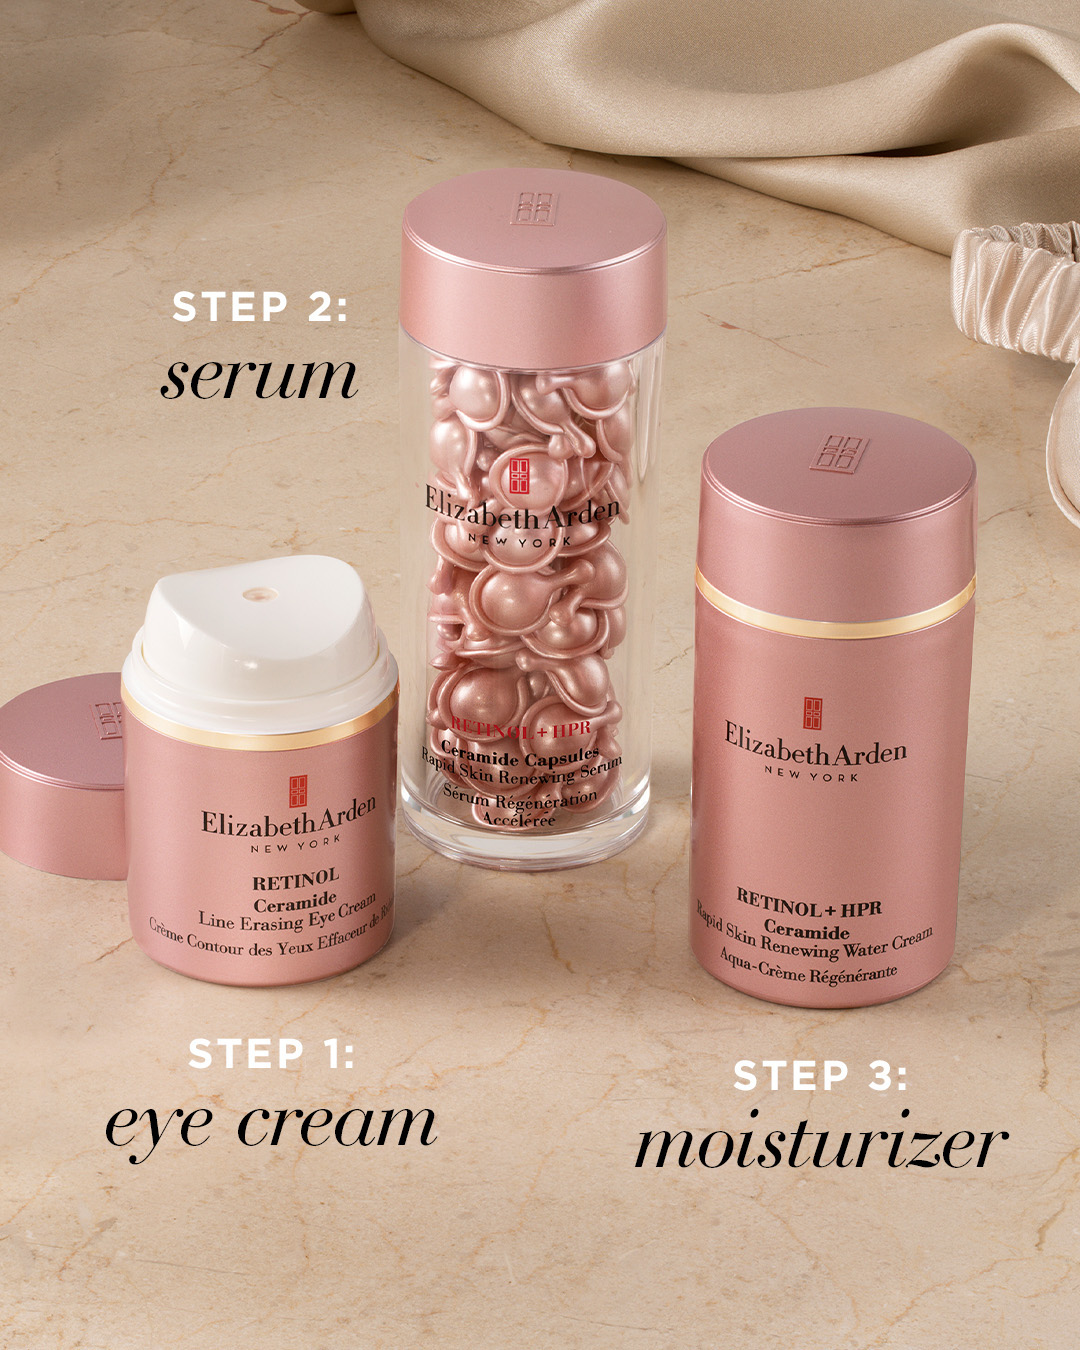 STEP 2:
serum
Elizabeth Arden
NEW YORK
RETINOL + HPR
Ceramide Capsules
Rapid Skin Renewing Serum
Sérum Régénération
Accélérée
Elizabeth Arden
NEW YORK
RETINOL
Ceramide
Line Erasing Eye Cream
Crème Contour des Yeux Effaceur de
Elizabeth Arden
NEW YORK
RETINOL + HPR
Ceramide
Rapid Skin Renewing Water Cream
Aqua-Crème Régénérante
STEP 1:
eye cream
STEP 3:
moisturizer